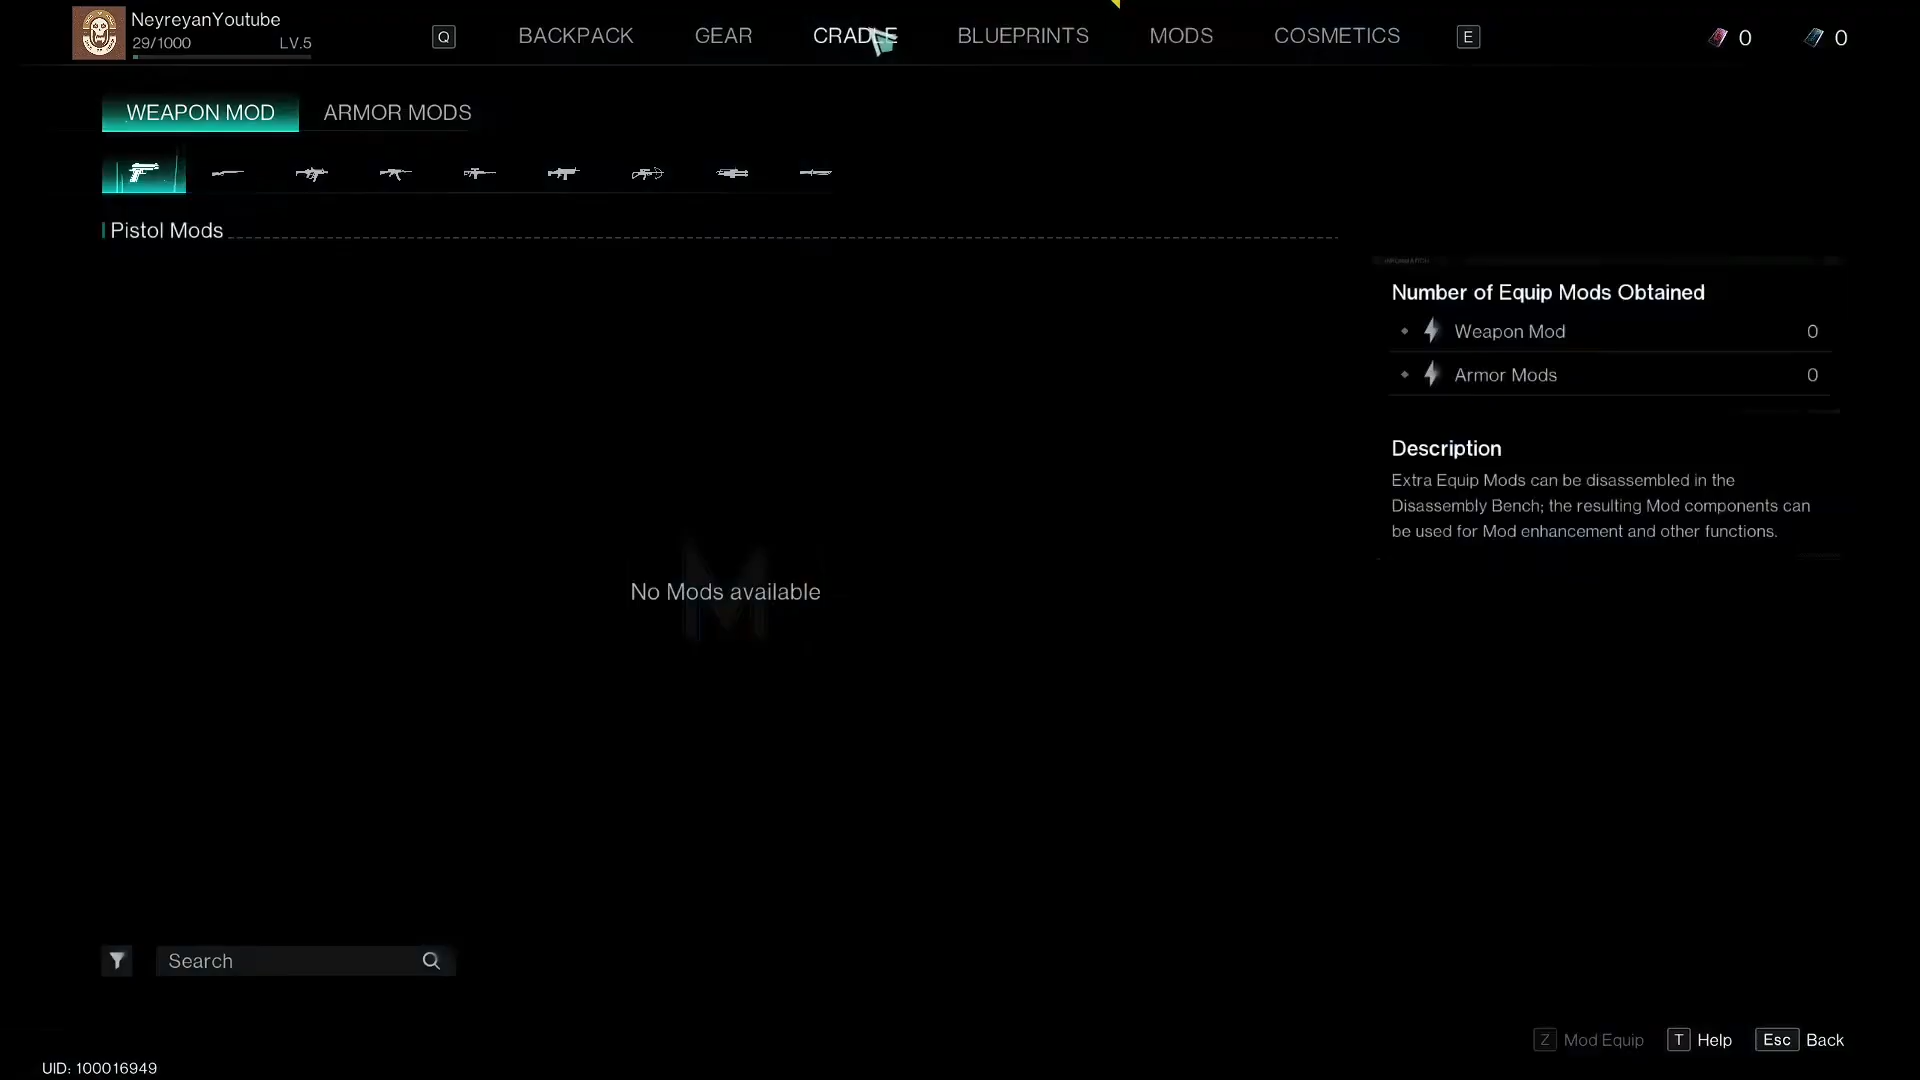 NeyreyanYoutube
29/1000 LV.5
Q BACKPACK GEAR CRADLE BLUEPRINTS MODS COSMETICS E 0 0
WEAPON MOD ARMOR MODS
Pistol Mods
INFORMATION
Number of Equip Mods Obtained
Weapon Mod 0
Armor Mods 0
Description
Extra Equip Mods can be disassembled in the
Disassembly Bench; the resulting Mod components can
be used for Mod enhancement and other functions.
M
No Mods available
Search
Z Mod Equip T Help Esc Back
UID: 100016949